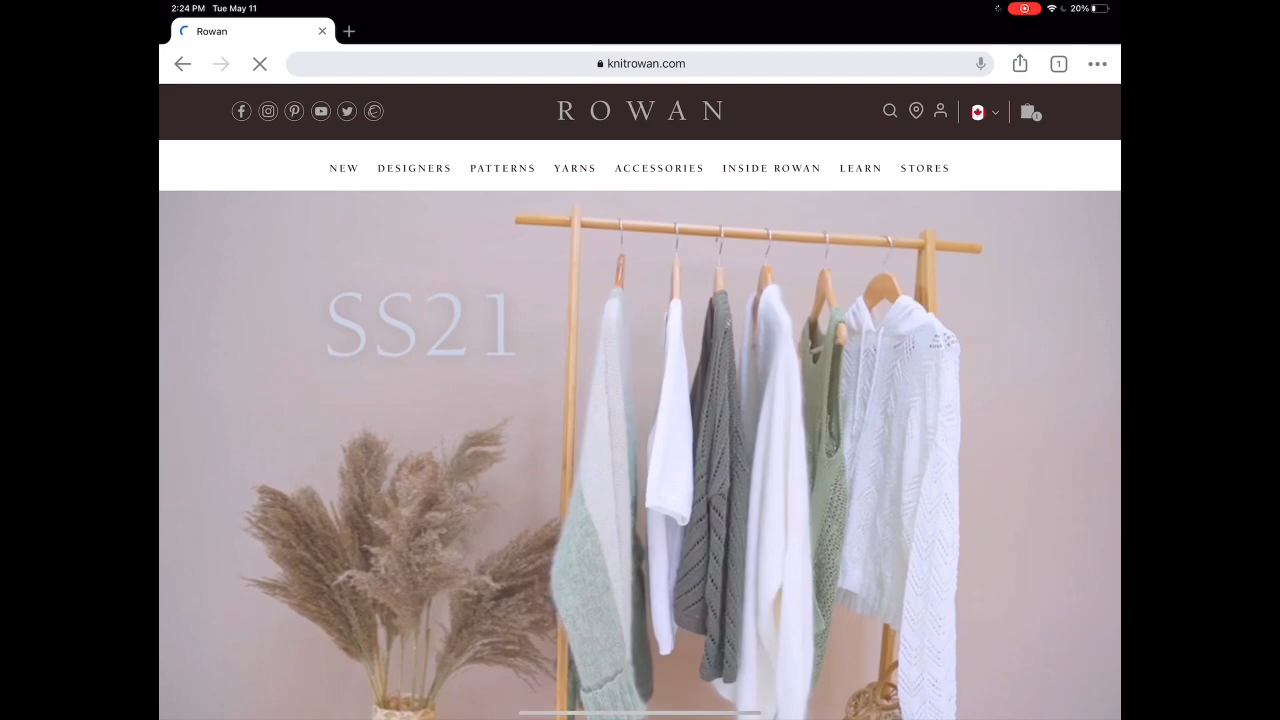 2:24 PM Tue May 11
20%
Rowan
knitrowan.com
1
ROWAN
1
NEW DESIGNERS PATTERNS YARNS ACCESSORIES INSIDE ROWAN LEARN STORES
SS21